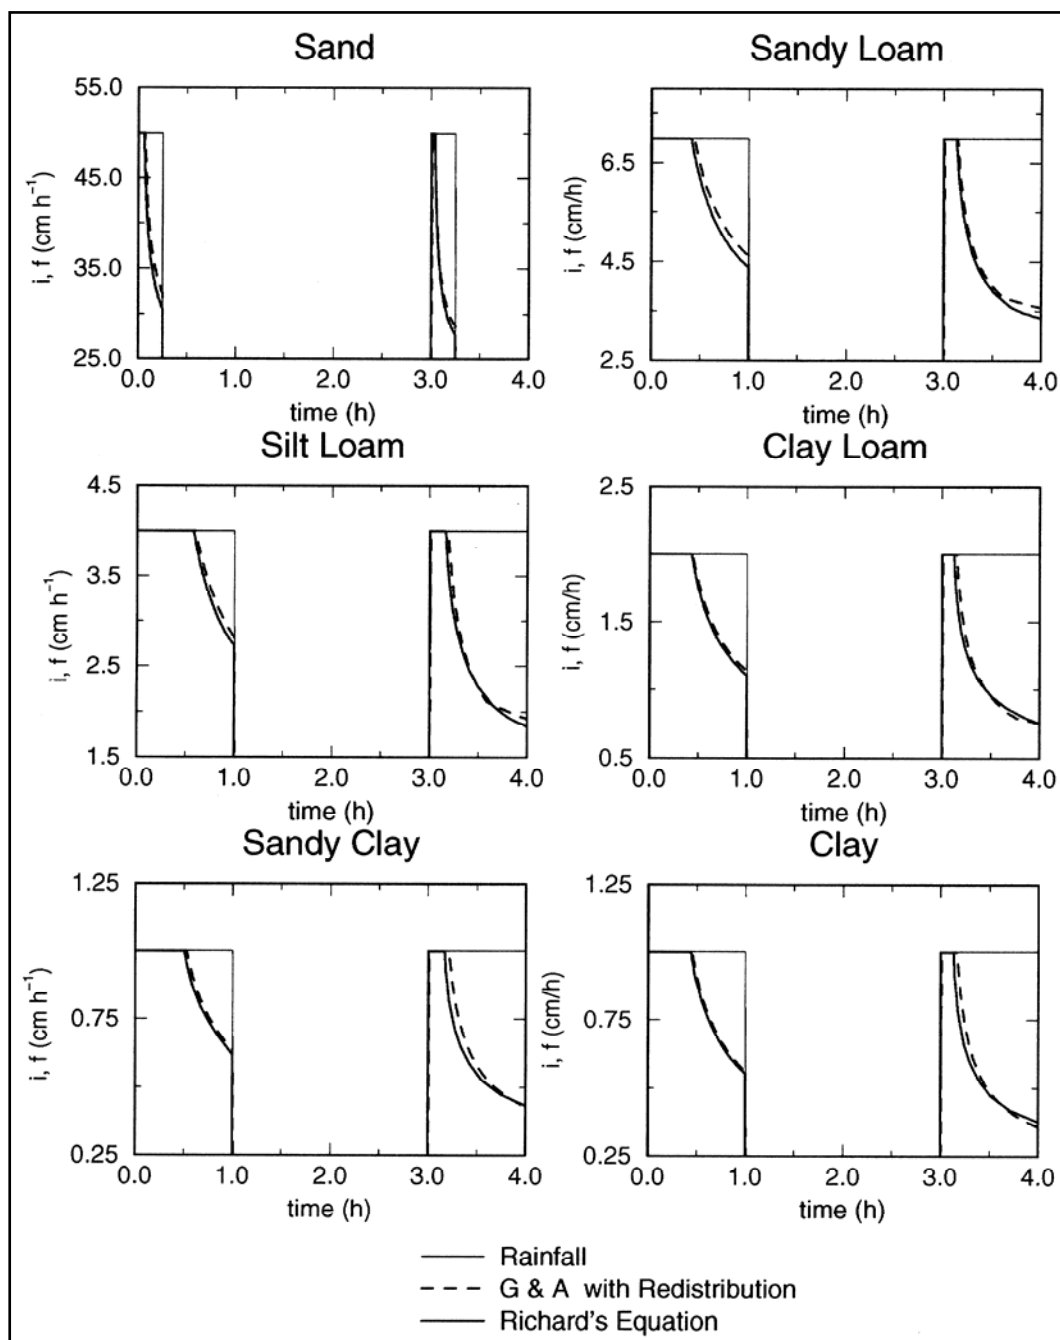 Sand
Sandy Loam
55.0
45.0
35.0
25.0
i, f (cm h⁻¹)
0.0 1.0 2.0 3.0 4.0
time (h)
6.5
4.5
2.5
i, f (cm/h)
0.0 1.0 2.0 3.0 4.0
time (h)
Silt Loam
Clay Loam
4.5
3.5
2.5
1.5
i, f (cm h⁻¹)
0.0 1.0 2.0 3.0 4.0
time (h)
2.5
1.5
0.5
i, f (cm/h)
0.0 1.0 2.0 3.0 4.0
time (h)
Sandy Clay
Clay
1.25
0.75
0.25
i, f (cm h⁻¹)
0.0 1.0 2.0 3.0 4.0
time (h)
1.25
0.75
0.25
i, f (cm/h)
0.0 1.0 2.0 3.0 4.0
time (h)
Rainfall
G & A with Redistribution
Richard's Equation